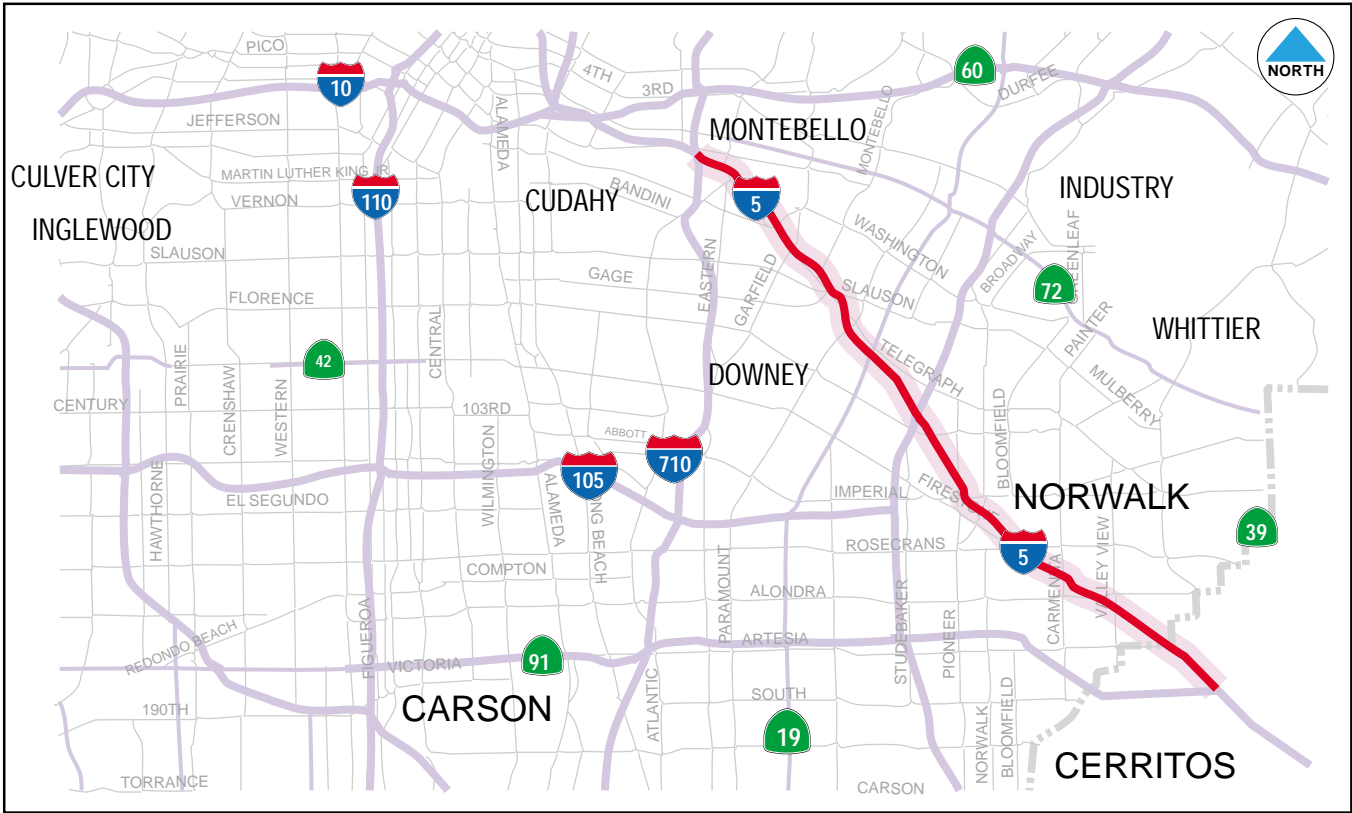 PICO
4TH
60
NORTH
10
3RD
DURFEE
JEFFERSON
ALAMEDA
MONTEBELLO
MONTEBELLO
CULVER CITY
MARTIN LUTHER KING JR
110
VERNON
CUDAHY
BANDINI
5
INDUSTRY
INGLEWOOD
SLAUSON
WASHINGTON
BROADWAY
GAGE
EASTERN
GARFIELD
SLAUSON
72
FLORENCE
PAINTER
WHITTIER
42
CENTRAL
PRAIRIE
CRENSHAW
WESTERN
DOWNEY
TELEGRAPH
MULBERRY
CENTURY
103RD
ABBOTT
710
105
BLOOMFIELD
HAWTHORNE
EL SEGUNDO
WILMINGTON
ALAMEDA
IMPERIAL
NORWALK
39
ROSECRANS
5
VALLEY VIEW
COMPTON
PARAMOUNT
ALONDRA
CARMENITA
FIGUEROA
REDONDO BEACH
VICTORIA
91
ARTESIA
STUDEBAKER
PIONEER
190TH
CARSON
ATLANTIC
SOUTH
19
NORWALK
BLOOMFIELD
CERRITOS
TORRANCE
CARSON